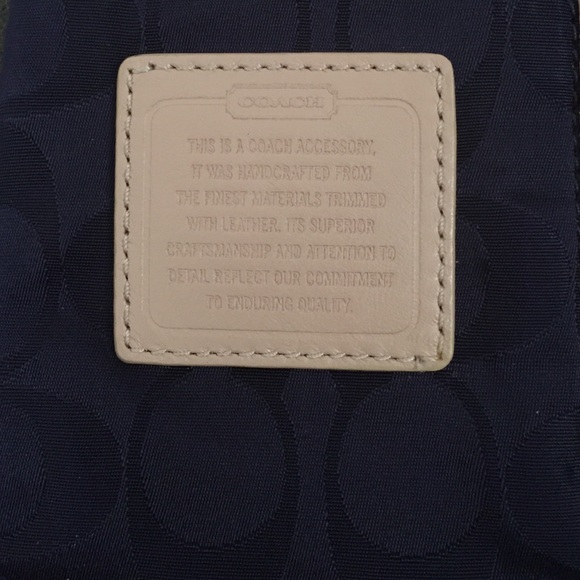 COACH
THIS IS A COACH ACCESSORY.
IT WAS HANDCRAFTED FROM
THE FINEST MATERIALS TRIMMED
WITH LEATHER. ITS SUPERIOR
CRAFTSMANSHIP AND ATTENTION TO
DETAIL REFLECT OUR COMMITMENT
TO ENDURING QUALITY.